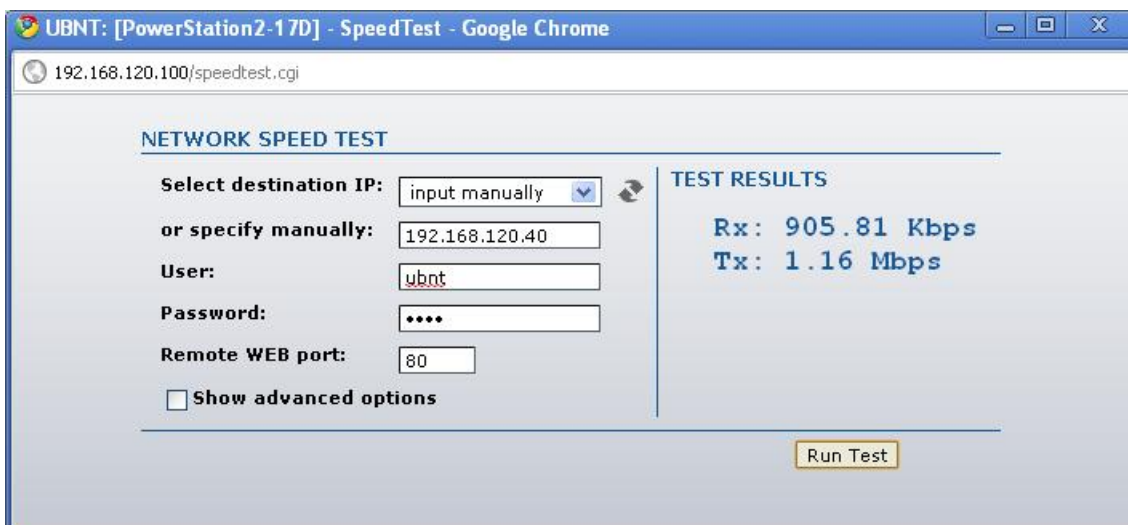 UBNT: [PowerStation2-17D] - SpeedTest - Google Chrome
192.168.120.100/speedtest.cgi
NETWORK SPEED TEST
Select destination IP: input manually
or specify manually: 192.168.120.40
User: ubnt
Password: ••••
Remote WEB port: 80
Show advanced options
TEST RESULTS
Rx: 905.81 Kbps
Tx: 1.16 Mbps
Run Test